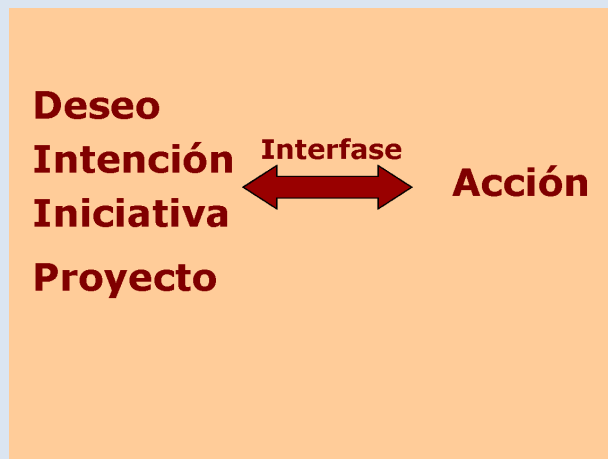 Deseo
Intención
Iniciativa
Proyecto
Interfase
Acción